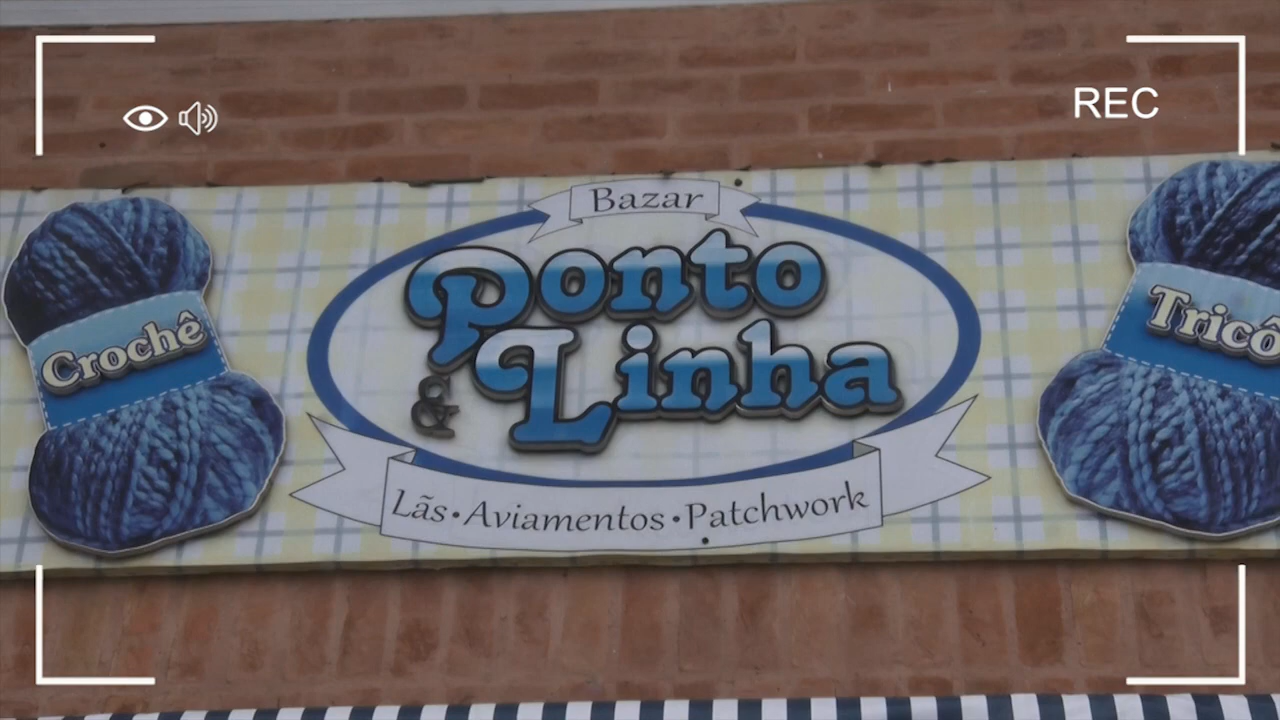 REC
Bazar
Ponto
& Linha
Crochê
Tricô
Lãs • Aviamentos • Patchwork